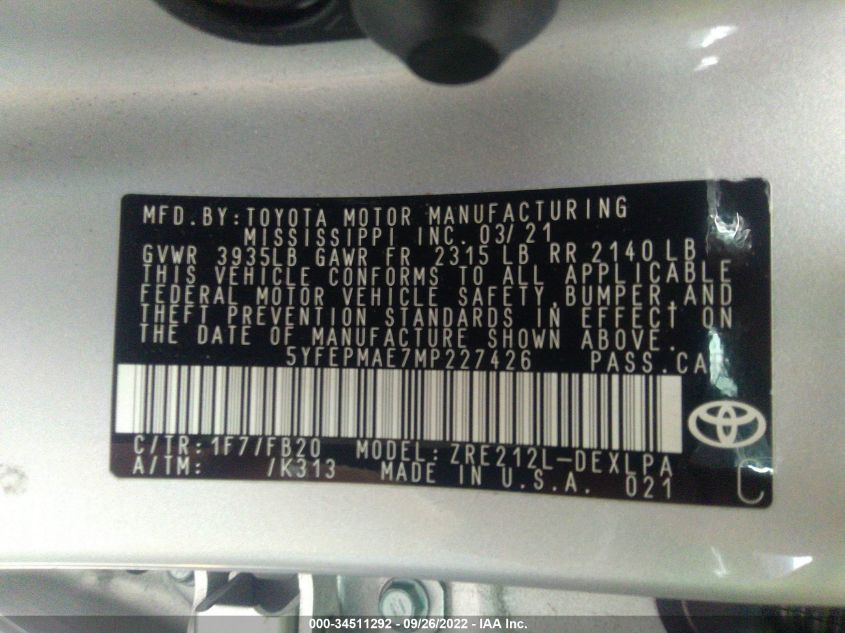 MFD.BY:TOYOTA MOTOR MANUFACTURING
MISSISSIPPI INC. 03/21
GVWR 3935LB GAWR FR 2315 LB RR 2140 LB
THIS VEHICLE CONFORMS TO ALL APPLICABLE
FEDERAL MOTOR VEHICLE SAFETY, BUMPER, AND
THEFT PREVENTION STANDARDS IN EFFECT ON
THE DATE OF MANUFACTURE SHOWN ABOVE.
5YFEPMAE7MP227426 PASS.CAR
C/TR:1F7/FB20 MODEL:ZRE212L-DEXLPA
A/TM: /K313 MADE IN U.S.A. 021
C
000-34511292 - 09/26/2022 - IAA Inc.